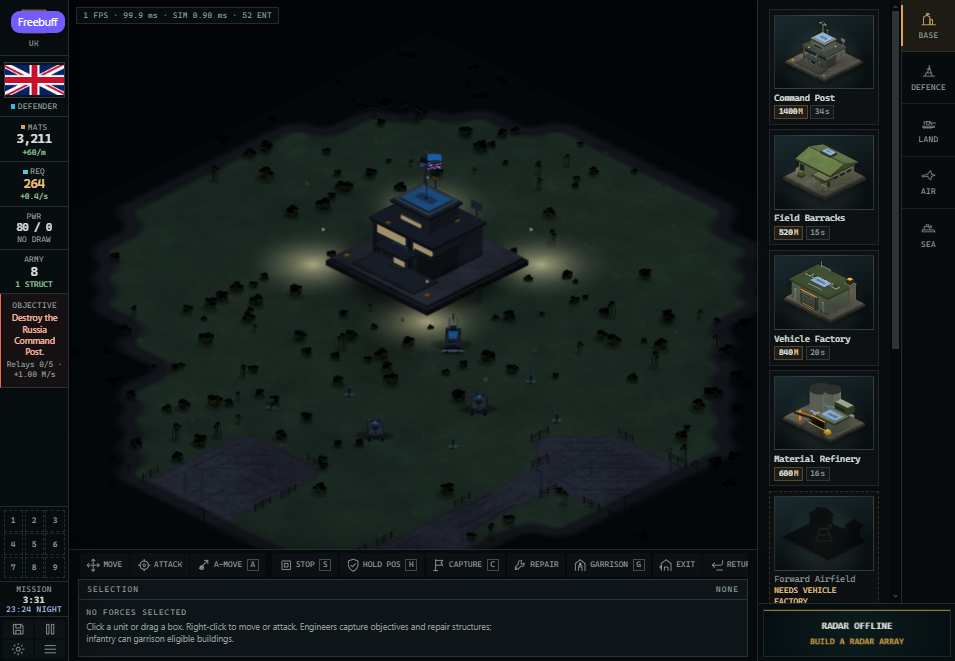 1 FPS · 99.9 ms · SIM 0.90 ms · 52 ENT
Freebuff
UK
DEFENDER
MATS
3,211
+60/m
REQ
264
+0.4/s
PWR
80 / 0
NO DRAW
ARMY
8
1 STRUCT
OBJECTIVE
Destroy the
Russia
Command
Post.
Relays 0/5 ·
+1.00 M/s
1 2 3
4 5 6
7 8 9
MISSION
3:31
23:24 NIGHT
MOVE ATTACK A-MOVE A STOP S HOLD POS H CAPTURE C REPAIR GARRISON G EXIT RETUR
SELECTION NONE
NO FORCES SELECTED
Click a unit or drag a box. Right-click to move or attack. Engineers capture objectives and repair structures;
infantry can garrison eligible buildings.
Command Post
1400M 34s
Field Barracks
520M 15s
Vehicle Factory
840M 20s
Material Refinery
600M 16s
Forward Airfield
NEEDS VEHICLE
FACTORY
BASE
DEFENCE
LAND
AIR
SEA
RADAR OFFLINE
BUILD A RADAR ARRAY